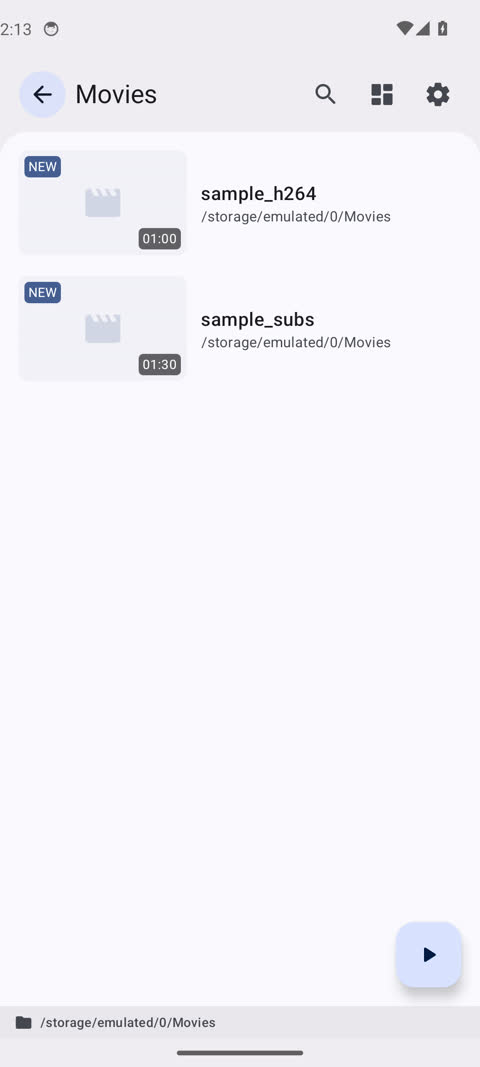 2:13
Movies
NEW
01:00
sample_h264
/storage/emulated/0/Movies
NEW
01:30
sample_subs
/storage/emulated/0/Movies
/storage/emulated/0/Movies